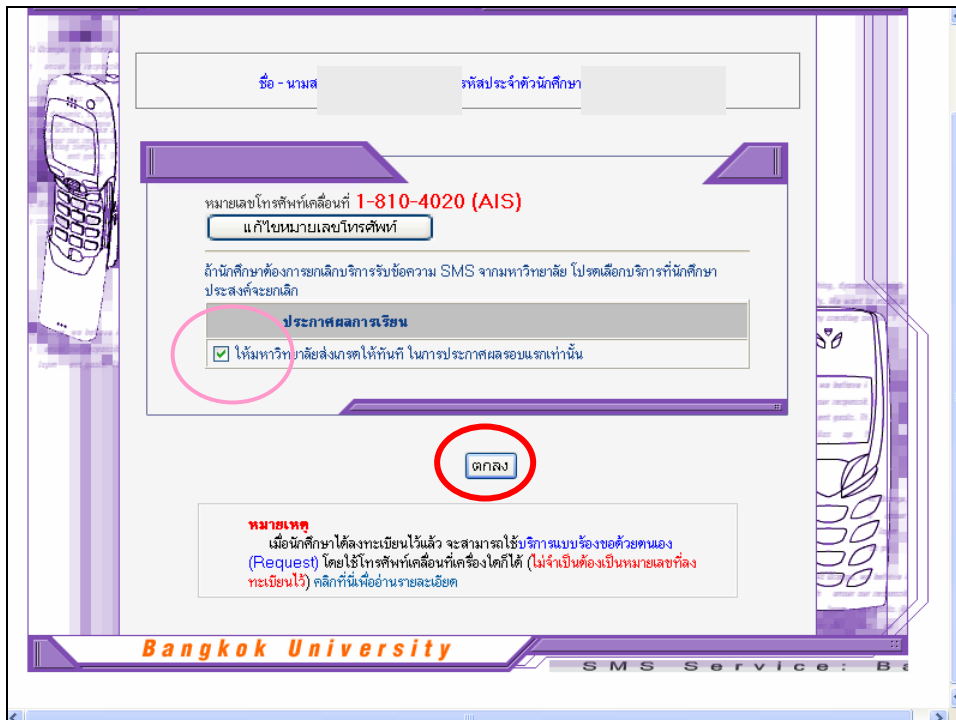 ชื่อ - นามส รหัสประจำตัวนักศึกษา
หมายเลขโทรศัพท์เคลื่อนที่ 1-810-4020 (AIS)
แก้ไขหมายเลขโทรศัพท์
ถ้านักศึกษาต้องการยกเลิกบริการรับข้อความ SMS จากมหาวิทยาลัย โปรดเลือกบริการที่นักศึกษา
ประสงค์จะยกเลิก
ประกาศผลการเรียน
ให้มหาวิทยาลัยส่งเกรดให้ทันที ในการประกาศผลรอบแรกเท่านั้น
ตกลง
หมายเหตุ
เมื่อนักศึกษาได้ลงทะเบียนไว้แล้ว จะสามารถใช้บริการแบบร้องขอด้วยตนเอง
(Request) โดยใช้โทรศัพท์เคลื่อนที่เครื่องใดก็ได้ (ไม่จำเป็นต้องเป็นหมายเลขที่ลง
ทะเบียนไว้) คลิกที่นี่เพื่ออ่านรายละเอียด
Bangkok University
SMS Service: Ba